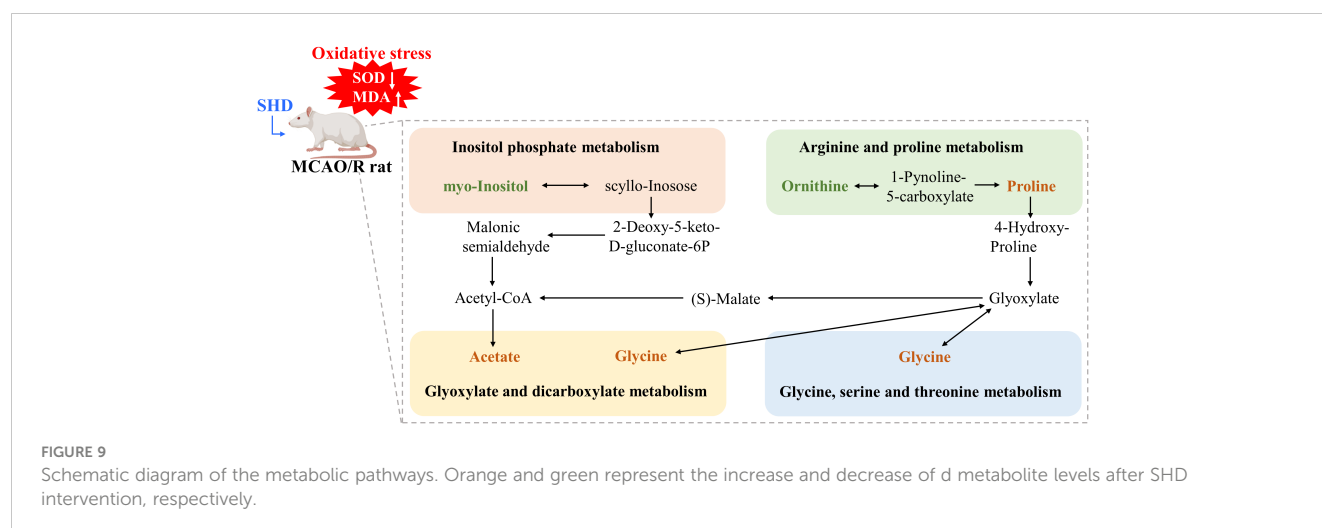 Oxidative stress
SOD ↓
MDA ↑
SHD
MCAO/R rat
Inositol phosphate metabolism
myo-Inositol
scyllo-Inosose
Arginine and proline metabolism
Ornithine
1-Pynoline-
5-carboxylate
Proline
Malonic
semialdehyde
2-Deoxy-5-keto-
D-gluconate-6P
4-Hydroxy-
Proline
Acetyl-CoA
(S)-Malate
Glyoxylate
Acetate
Glycine
Glyoxylate and dicarboxylate metabolism
Glycine
Glycine, serine and threonine metabolism
FIGURE 9
Schematic diagram of the metabolic pathways. Orange and green represent the increase and decrease of d metabolite levels after SHD
intervention, respectively.